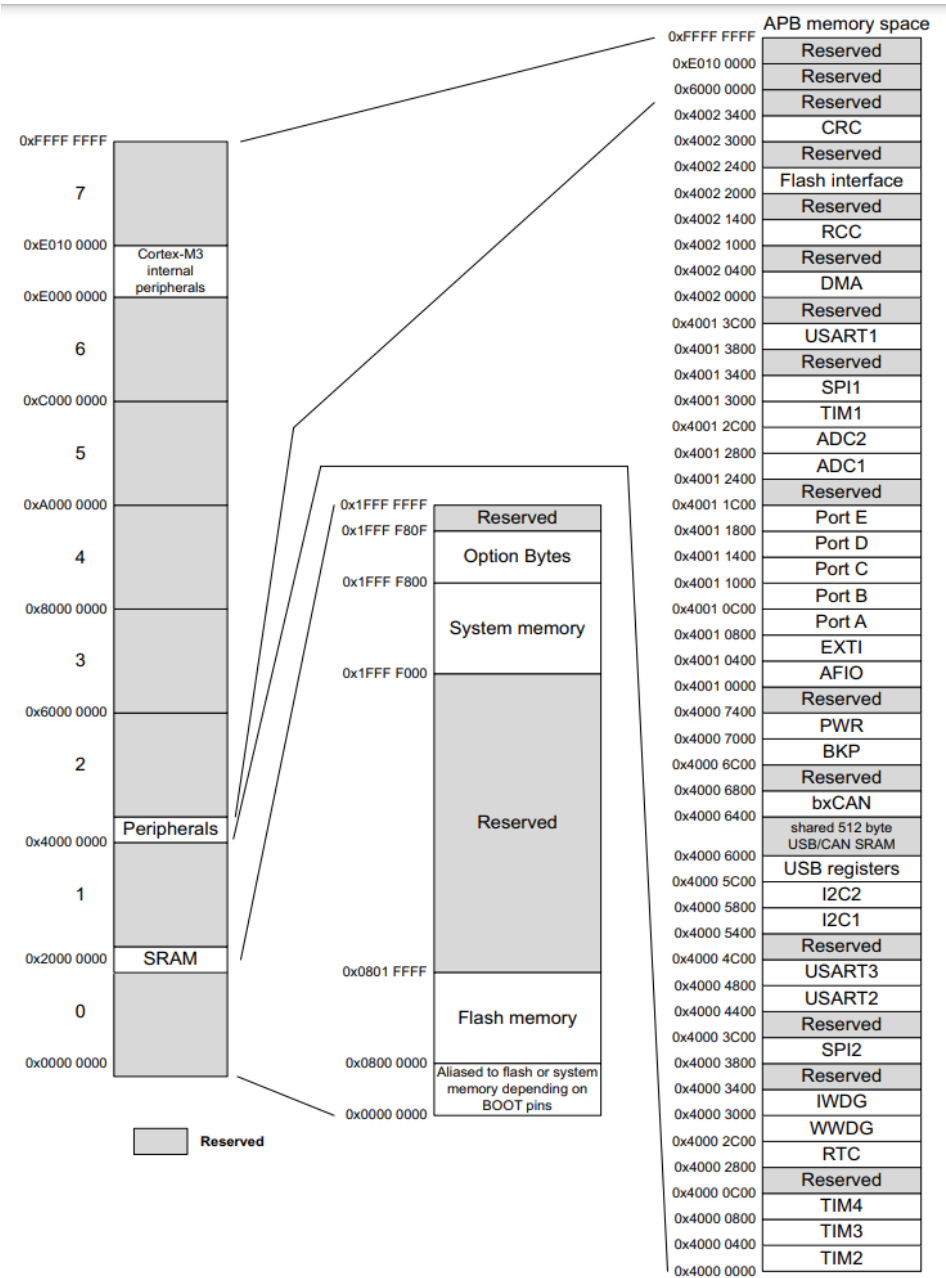 0xFFFF FFFF
7
0xE010 0000
Cortex-M3
internal
peripherals
0xE000 0000
6
0xC000 0000
5
0xA000 0000
4
0x8000 0000
3
0x6000 0000
2
Peripherals
0x4000 0000
1
0x2000 0000
SRAM
0
0x0000 0000
Reserved
0x1FFF FFFF
Reserved
0x1FFF F80F
Option Bytes
0x1FFF F800
System memory
0x1FFF F000
Reserved
0x0801 FFFF
Flash memory
0x0800 0000
Aliased to flash or system
memory depending on
BOOT pins
0x0000 0000
APB memory space
0xFFFF FFFF
Reserved
0xE010 0000
Reserved
0x6000 0000
Reserved
0x4002 3400
CRC
0x4002 3000
Reserved
0x4002 2400
Flash interface
0x4002 2000
Reserved
0x4002 1400
RCC
0x4002 1000
Reserved
0x4002 0400
DMA
0x4002 0000
Reserved
0x4001 3C00
USART1
0x4001 3800
Reserved
0x4001 3400
SPI1
0x4001 3000
TIM1
0x4001 2C00
ADC2
0x4001 2800
ADC1
0x4001 2400
Reserved
0x4001 1C00
Port E
0x4001 1800
Port D
0x4001 1400
Port C
0x4001 1000
Port B
0x4001 0C00
Port A
0x4001 0800
EXTI
0x4001 0400
AFIO
0x4001 0000
Reserved
0x4000 7400
PWR
0x4000 7000
BKP
0x4000 6C00
Reserved
0x4000 6800
bxCAN
0x4000 6400
shared 512 byte
USB/CAN SRAM
0x4000 6000
USB registers
0x4000 5C00
I2C2
0x4000 5800
I2C1
0x4000 5400
Reserved
0x4000 4C00
USART3
0x4000 4800
USART2
0x4000 4400
Reserved
0x4000 3C00
SPI2
0x4000 3800
Reserved
0x4000 3400
IWDG
0x4000 3000
WWDG
0x4000 2C00
RTC
0x4000 2800
Reserved
0x4000 0C00
TIM4
0x4000 0800
TIM3
0x4000 0400
TIM2
0x4000 0000